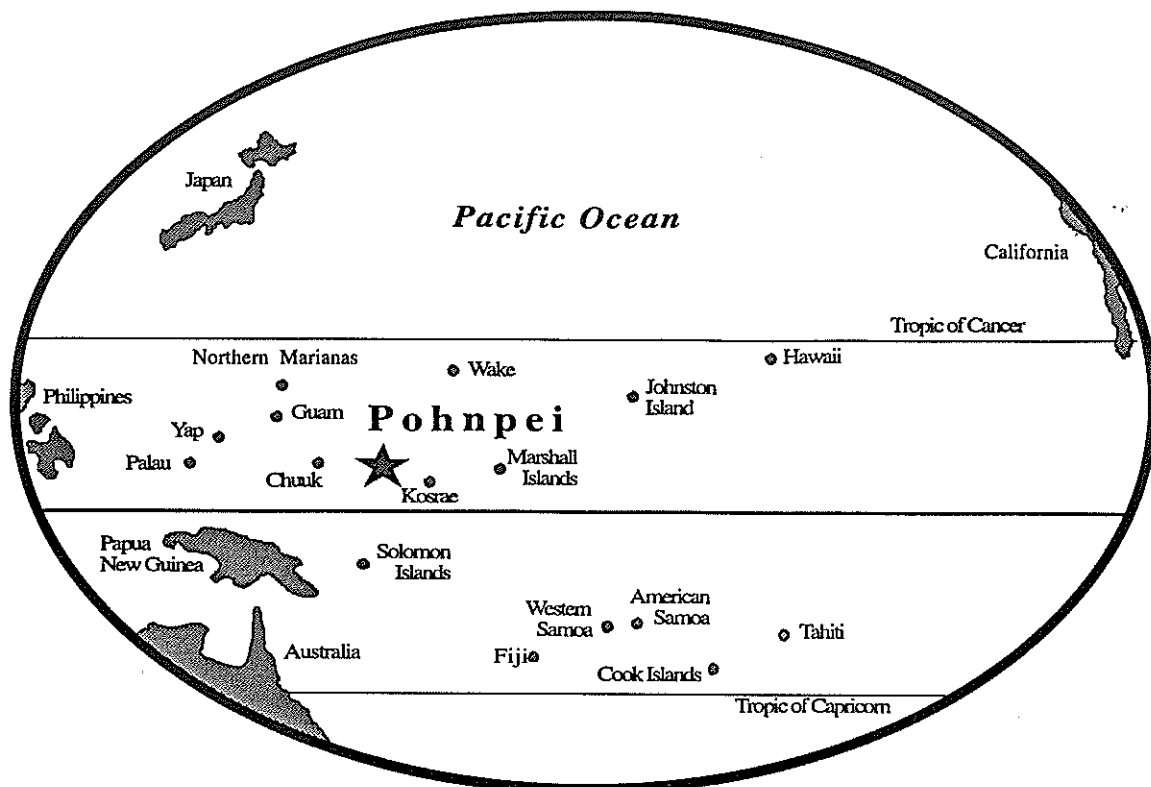 Japan
Pacific Ocean
California
Tropic of Cancer
Northern Marianas
Wake
Hawaii
Philippines
Guam
Johnston
Island
Pohnpei
Yap
Palau
Chuuk
Kosrae
Marshall
Islands
Papua
New Guinea
Solomon
Islands
Western
Samoa
American
Samoa
Tahiti
Australia
Fiji
Cook Islands
Tropic of Capricorn